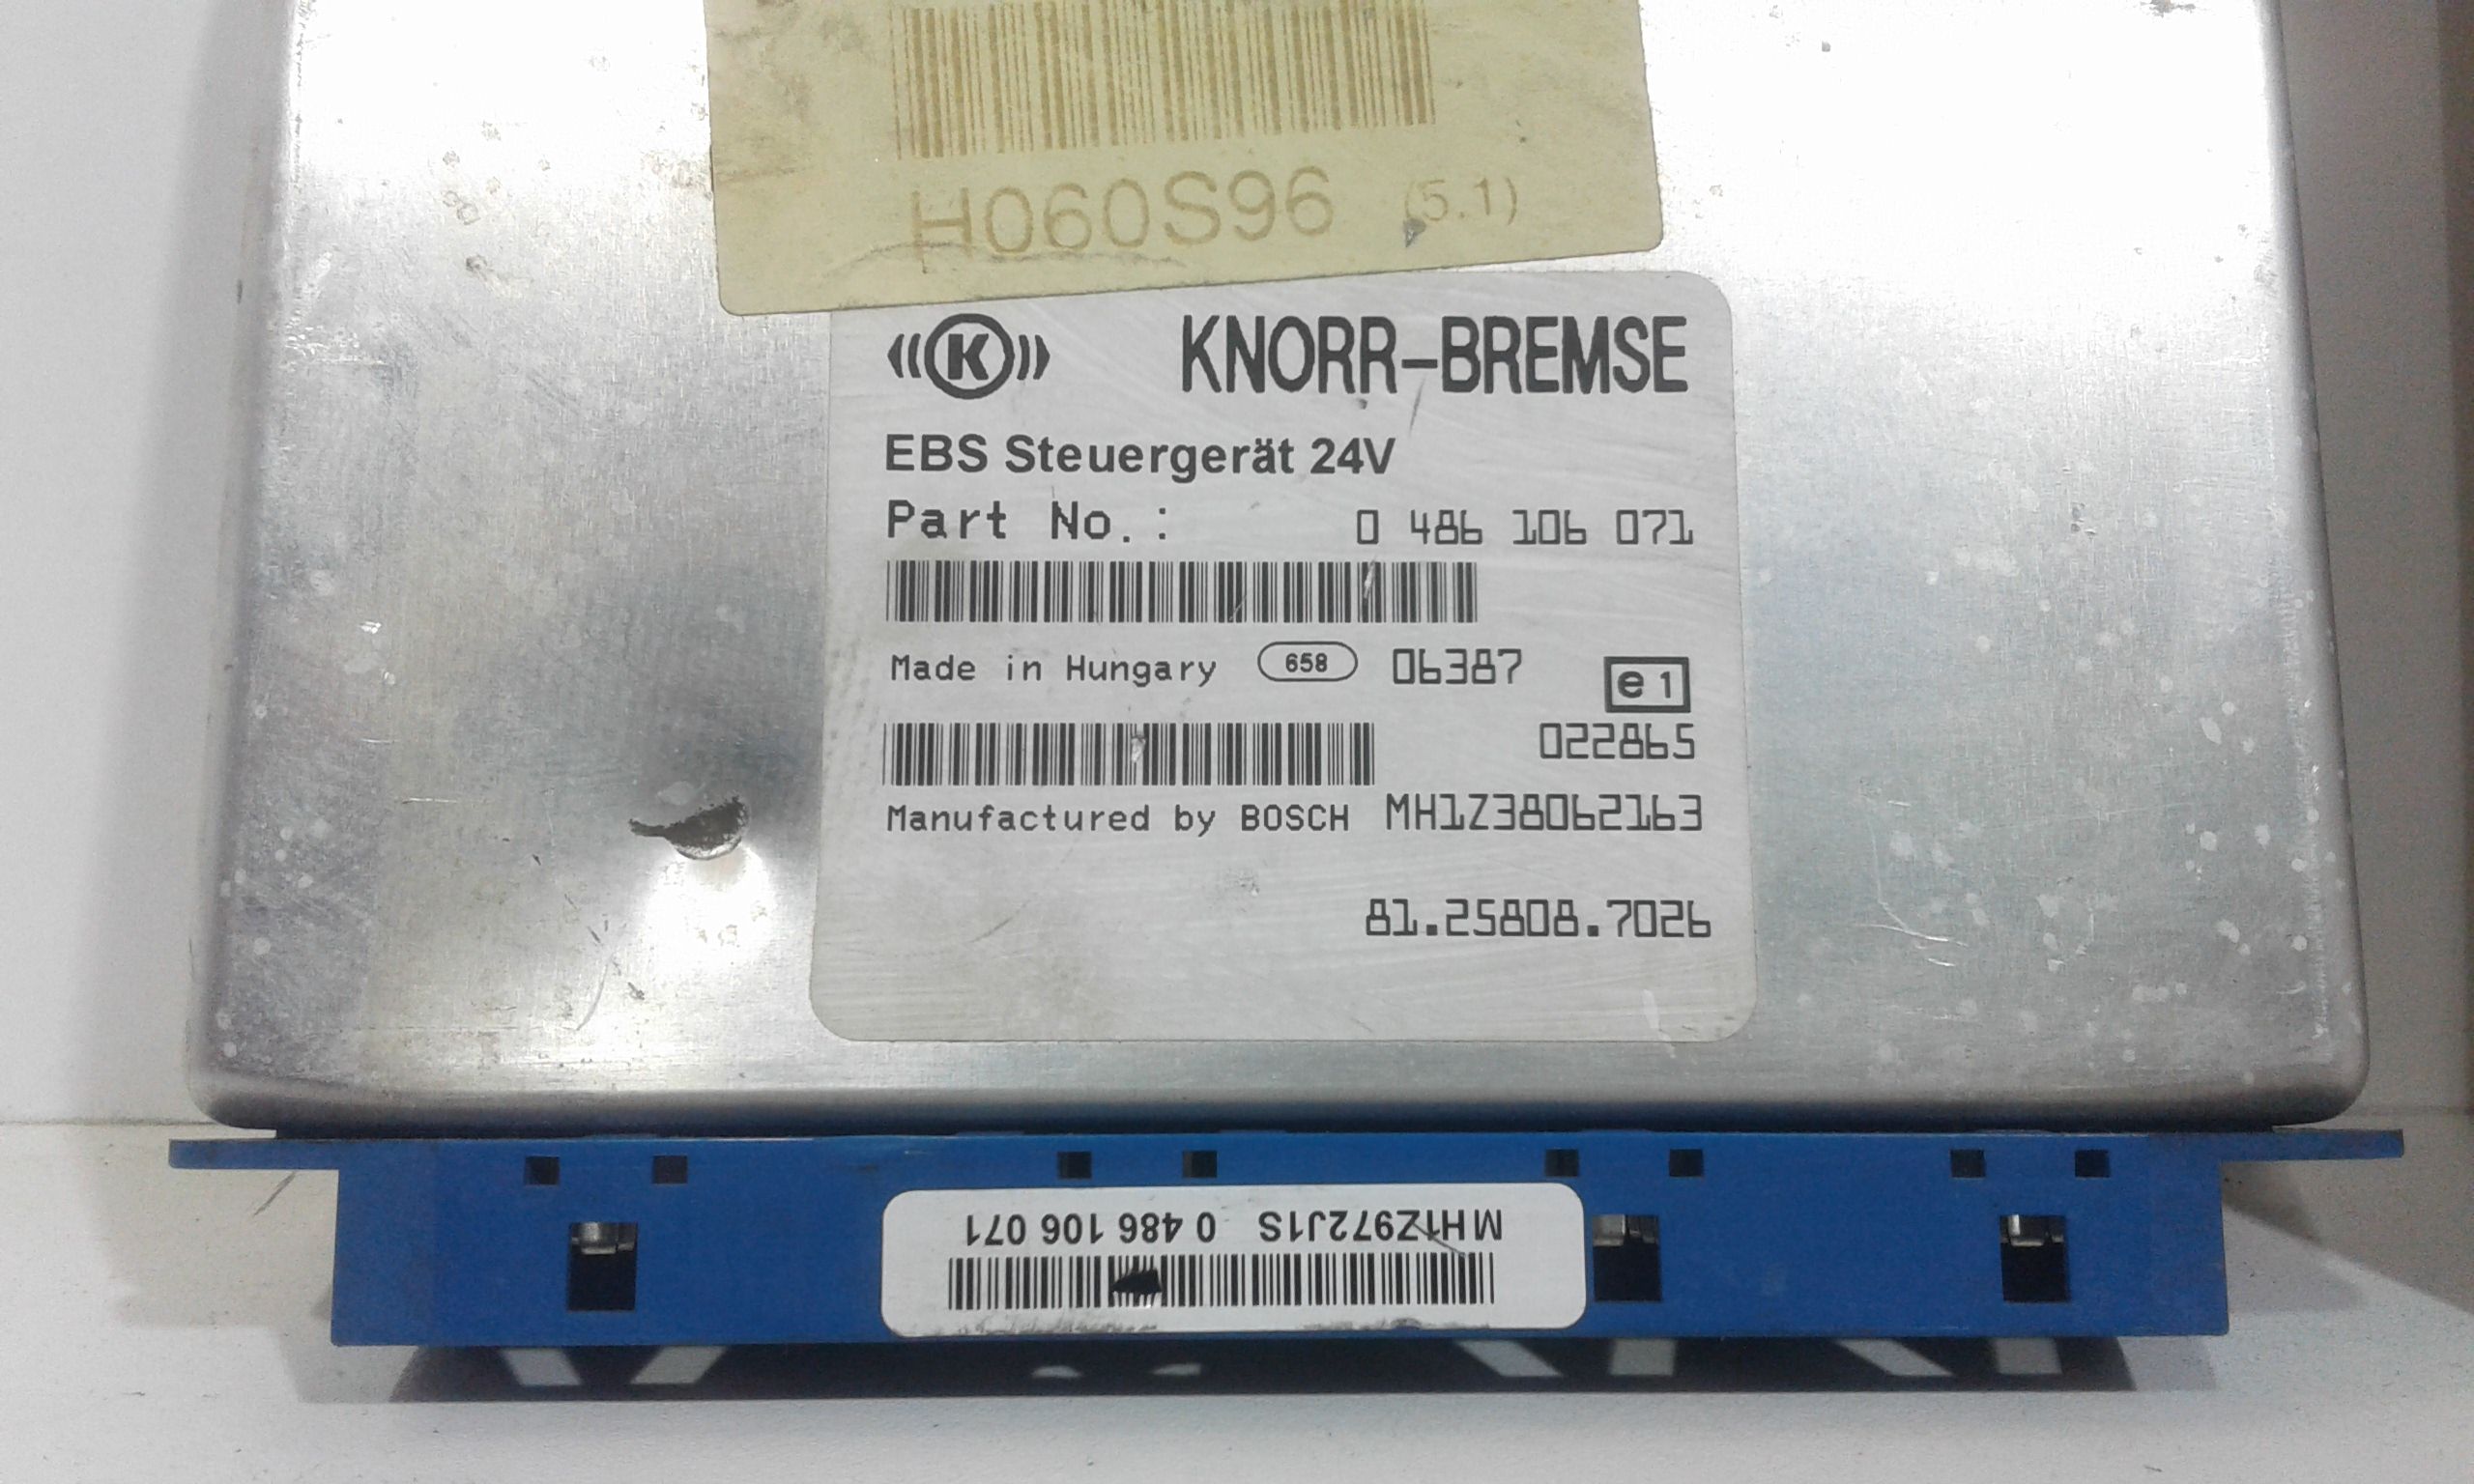 H060S96 (5.1)
K KNORR-BREMSE
EBS Steuergerät 24V
Part No.: 0 486 106 071
Made in Hungary 658 06387 e1
022865
Manufactured by BOSCH MH1Z38062163
81.25808.7026
MH1Z972J1S 0 486 106 071